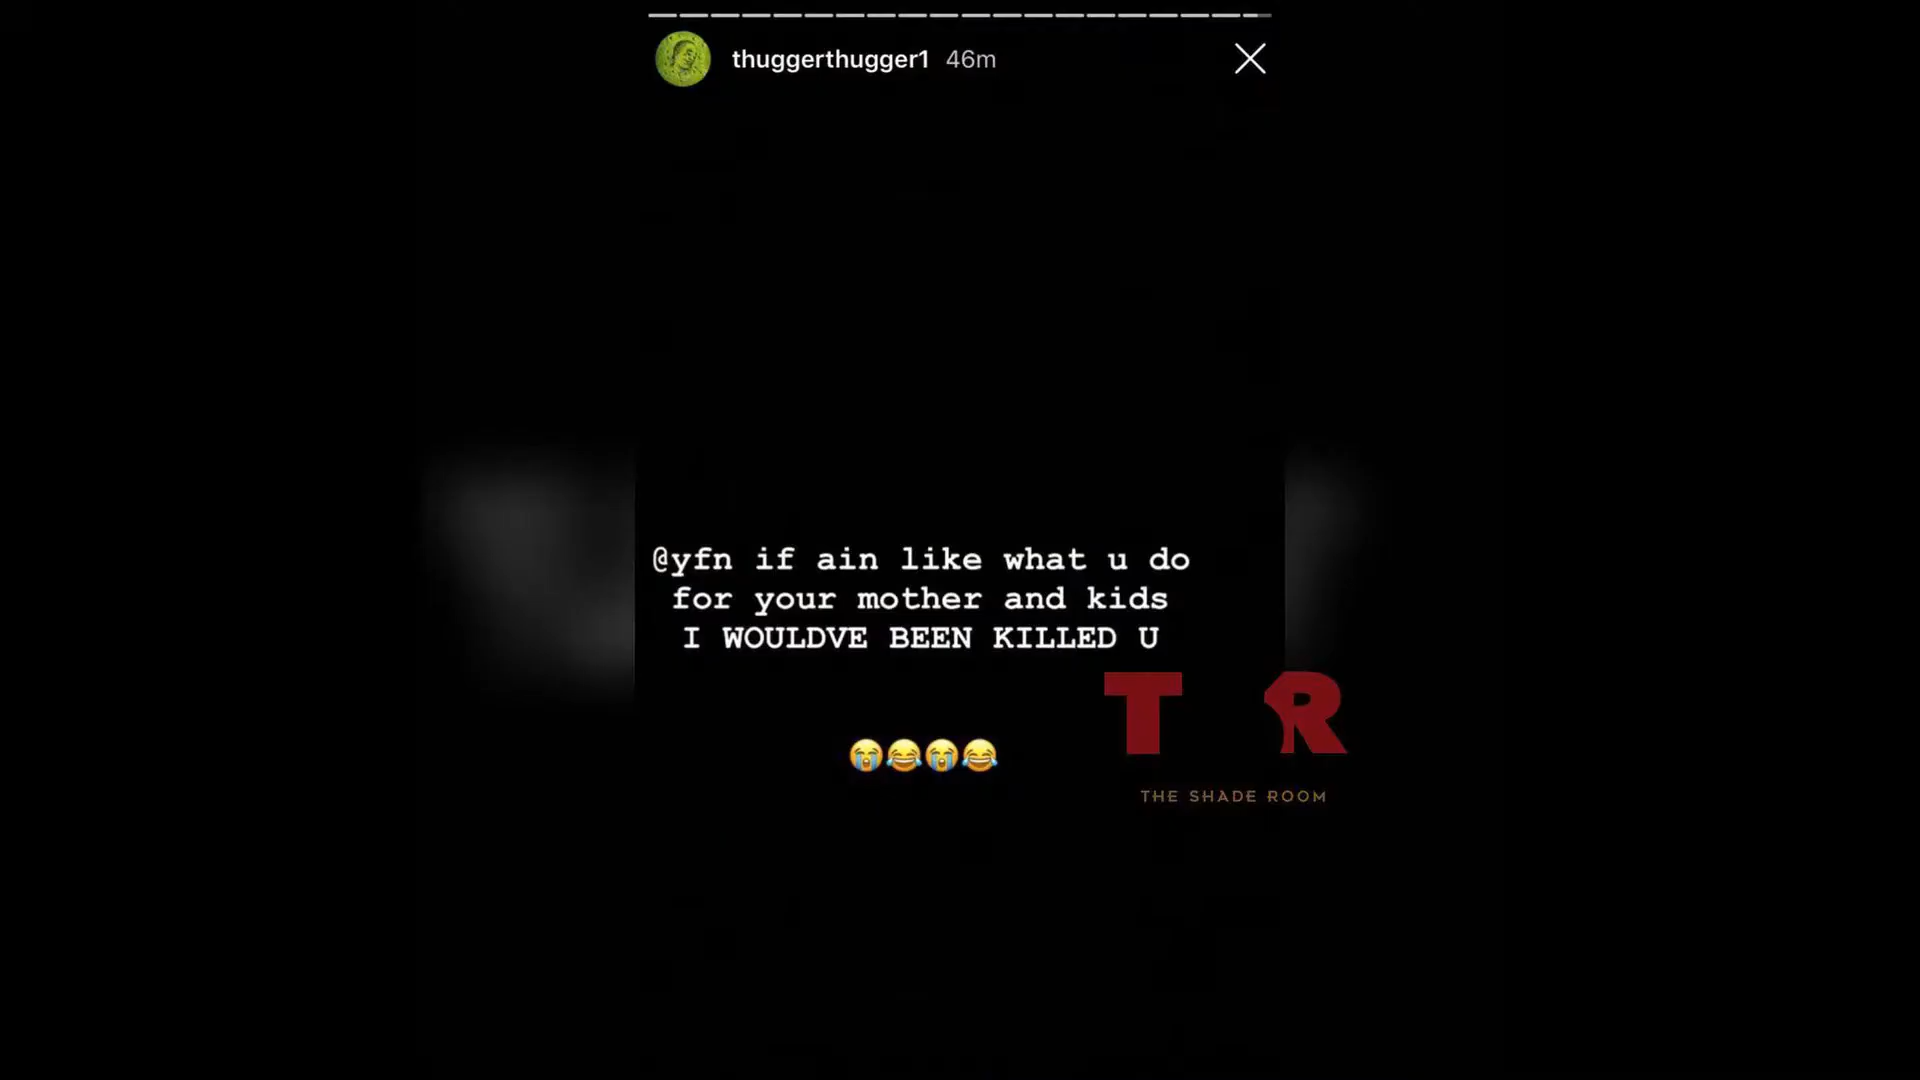 thuggerthugger1 46m
@yfn if ain like what u do
for your mother and kids
I WOULDVE BEEN KILLED U
😭😂😭😂
T R
THE SHADE ROOM